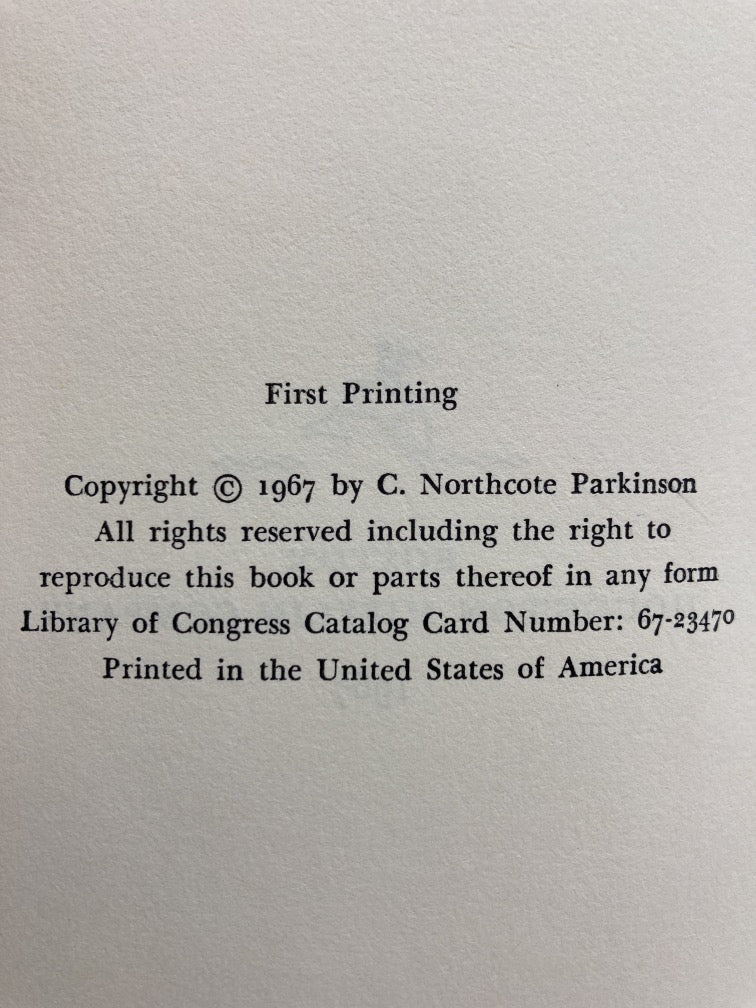 First Printing
Copyright © 1967 by C. Northcote Parkinson
All rights reserved including the right to
reproduce this book or parts thereof in any form
Library of Congress Catalog Card Number: 67-23470
Printed in the United States of America